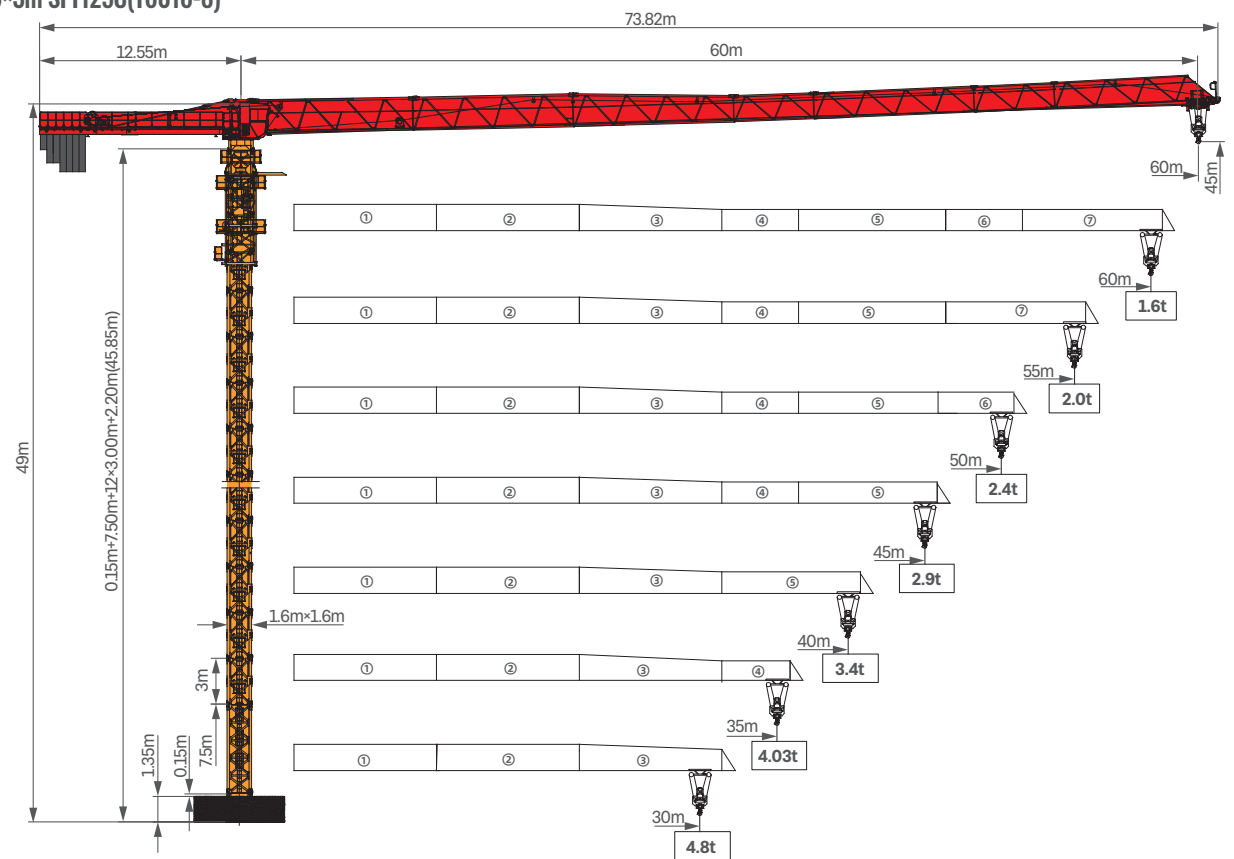 73.82m
12.55m
60m
60m
45m
① ② ③ ④ ⑤ ⑥ ⑦
60m
1.6t
① ② ③ ④ ⑤ ⑦
55m
2.0t
① ② ③ ④ ⑤ ⑥
50m
2.4t
① ② ③ ④ ⑤
45m
2.9t
① ② ③ ⑤
40m
3.4t
① ② ③ ④
35m
4.03t
① ② ③
30m
4.8t
49m
0.15m+7.50m+12×3.00m+2.20m(45.85m)
1.6m×1.6m
3m
7.5m
0.15m
1.35m